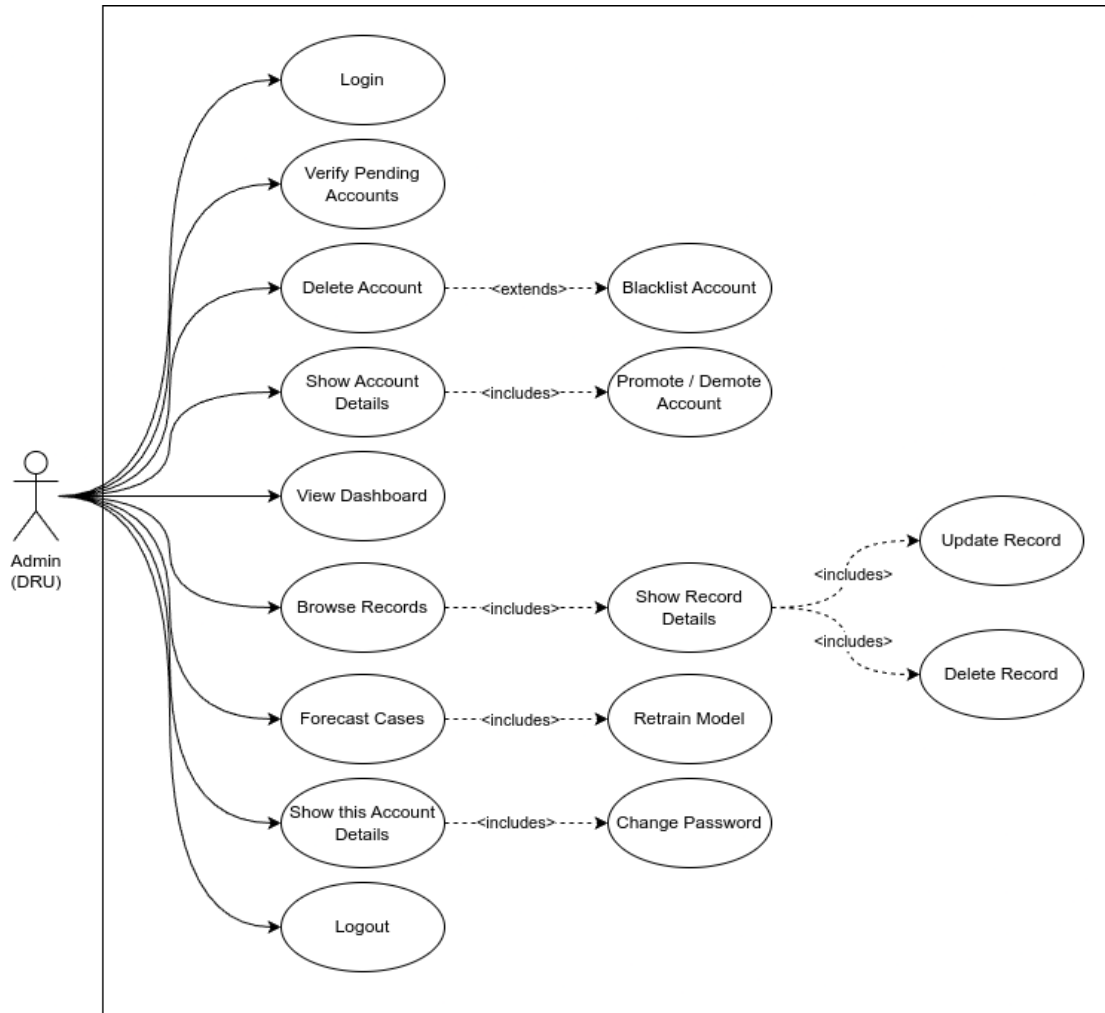 Login
Verify Pending
Accounts
Delete Account
<extends>
Blacklist Account
Show Account
Details
<includes>
Promote / Demote
Account
Admin
(DRU)
View Dashboard
Browse Records
<includes>
Show Record
Details
<includes>
Update Record
<includes>
Delete Record
Forecast Cases
<includes>
Retrain Model
Show this Account
Details
<includes>
Change Password
Logout